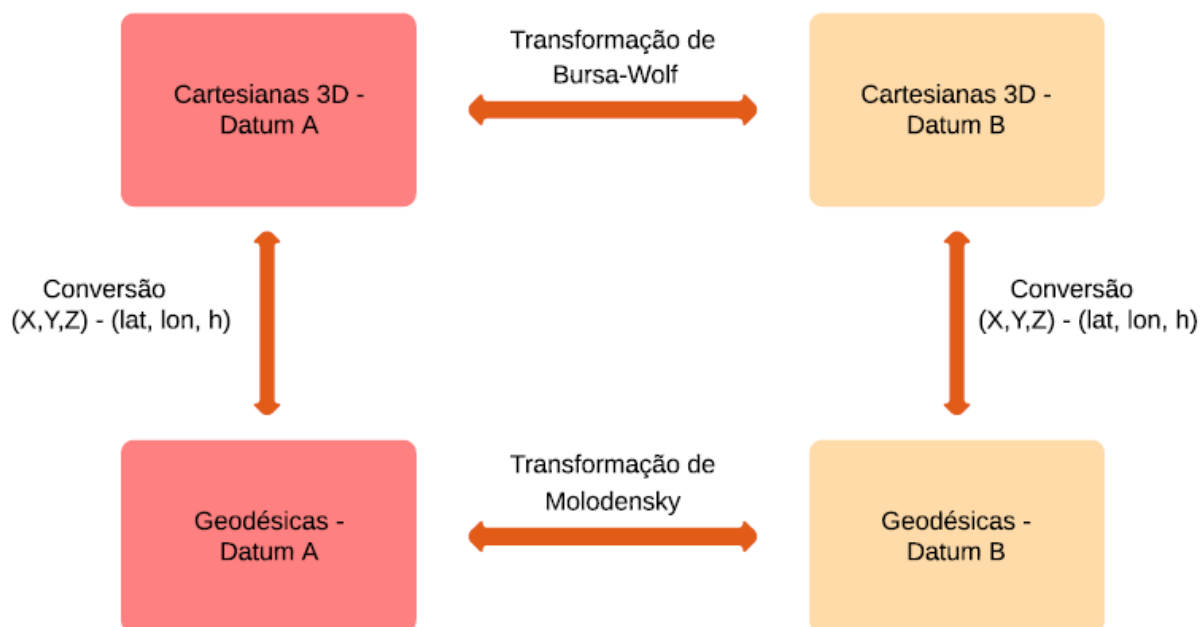 Transformação de
Bursa-Wolf
Cartesianas 3D -
Datum A
Cartesianas 3D -
Datum B
Conversão
(X,Y,Z) - (lat, lon, h)
Conversão
(X,Y,Z) - (lat, lon, h)
Transformação de
Molodensky
Geodésicas -
Datum A
Geodésicas -
Datum B